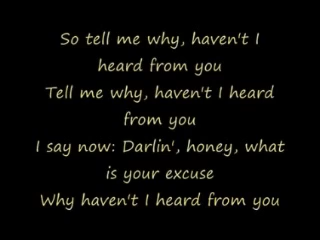 So tell me why, haven't I
heard from you
Tell me why, haven't I heard
from you
I say now: Darlin', honey, what
is your excuse
Why haven't I heard from you